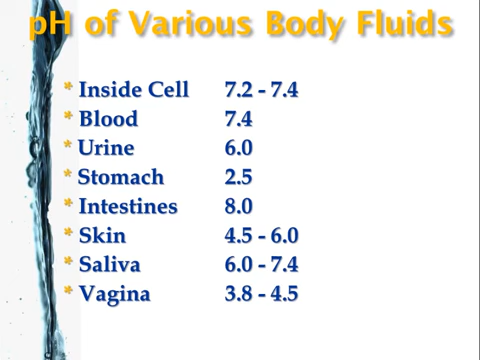 pH of Various Body Fluids
* Inside Cell 7.2 - 7.4
* Blood 7.4
* Urine 6.0
* Stomach 2.5
* Intestines 8.0
* Skin 4.5 - 6.0
* Saliva 6.0 - 7.4
* Vagina 3.8 - 4.5